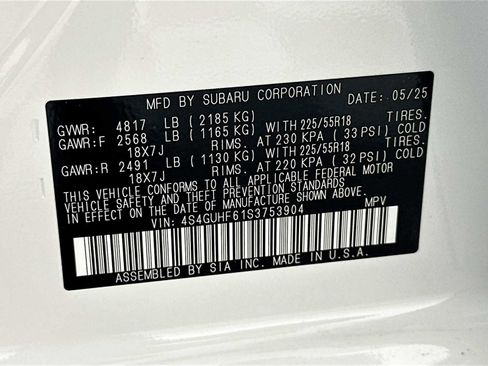 MFD BY SUBARU CORPORATION DATE: 05/25
GVWR: 4817 LB (2185 KG) TIRES.
GAWR:F 2568 LB (1165 KG) WITH 225/55R18
18X7J RIMS. AT 230 KPA (33 PSI) COLD
GAWR:R 2491 LB (1130 KG) WITH 225/55R18 TIRES.
18X7J RIMS. AT 220 KPA (32 PSI) COLD
THIS VEHICLE CONFORMS TO ALL APPLICABLE FEDERAL MOTOR
VEHICLE SAFETY AND THEFT PREVENTION STANDARDS
IN EFFECT ON THE DATE OF MANUFACTURE SHOWN ABOVE.
VIN: 4S4GUHF61S3753904 MPV
ASSEMBLED BY SIA INC. MADE IN U.S.A.